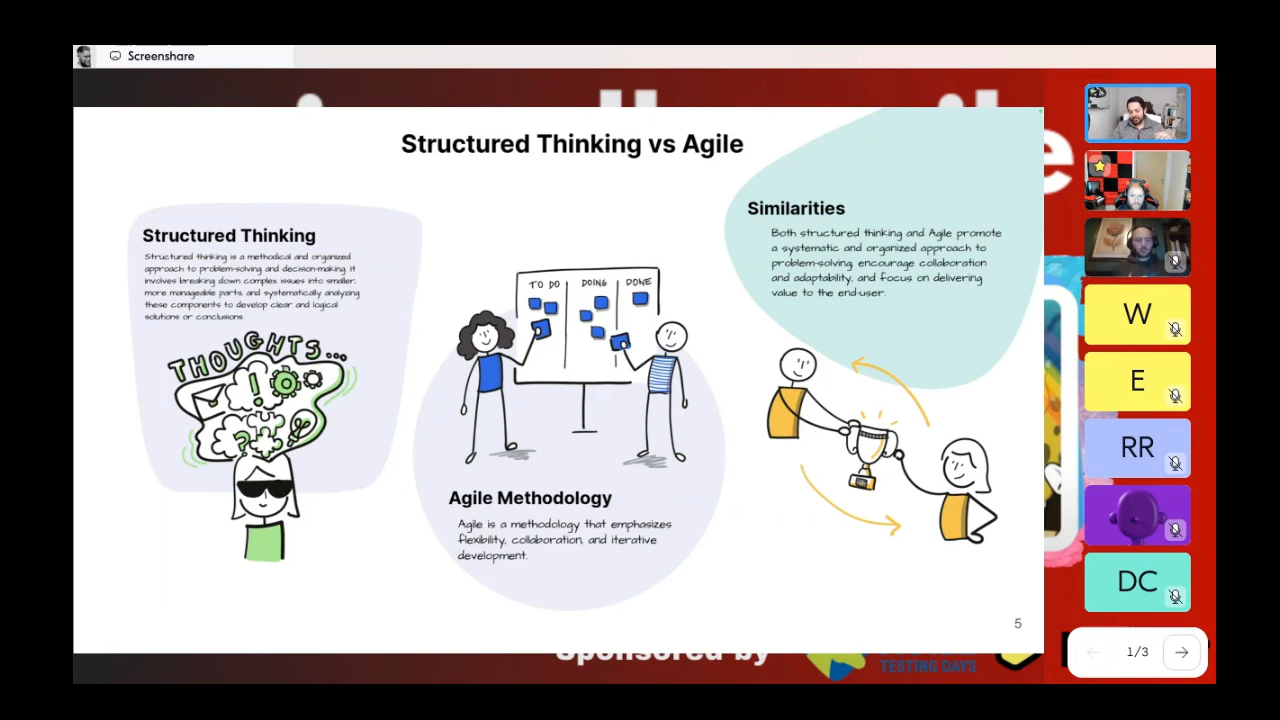 Screenshare
Structured Thinking vs Agile
Structured Thinking
Structured thinking is a methodical and organized
approach to problem-solving and decision-making. It
involves breaking down complex issues into smaller,
more manageable parts, and systematically analyzing
these components to develop clear and logical
solutions or conclusions.
THOUGHTS...
TO DO
DOING
DONE
Agile Methodology
Agile is a methodology that emphasizes
flexibility, collaboration, and iterative
development.
Similarities
Both structured thinking and Agile promote
a systematic and organized approach to
problem-solving, encourage collaboration
and adaptability, and focus on delivering
value to the end-user.
5
Sponsored by
TESTING DAYS
W
E
RR
DC
1/3